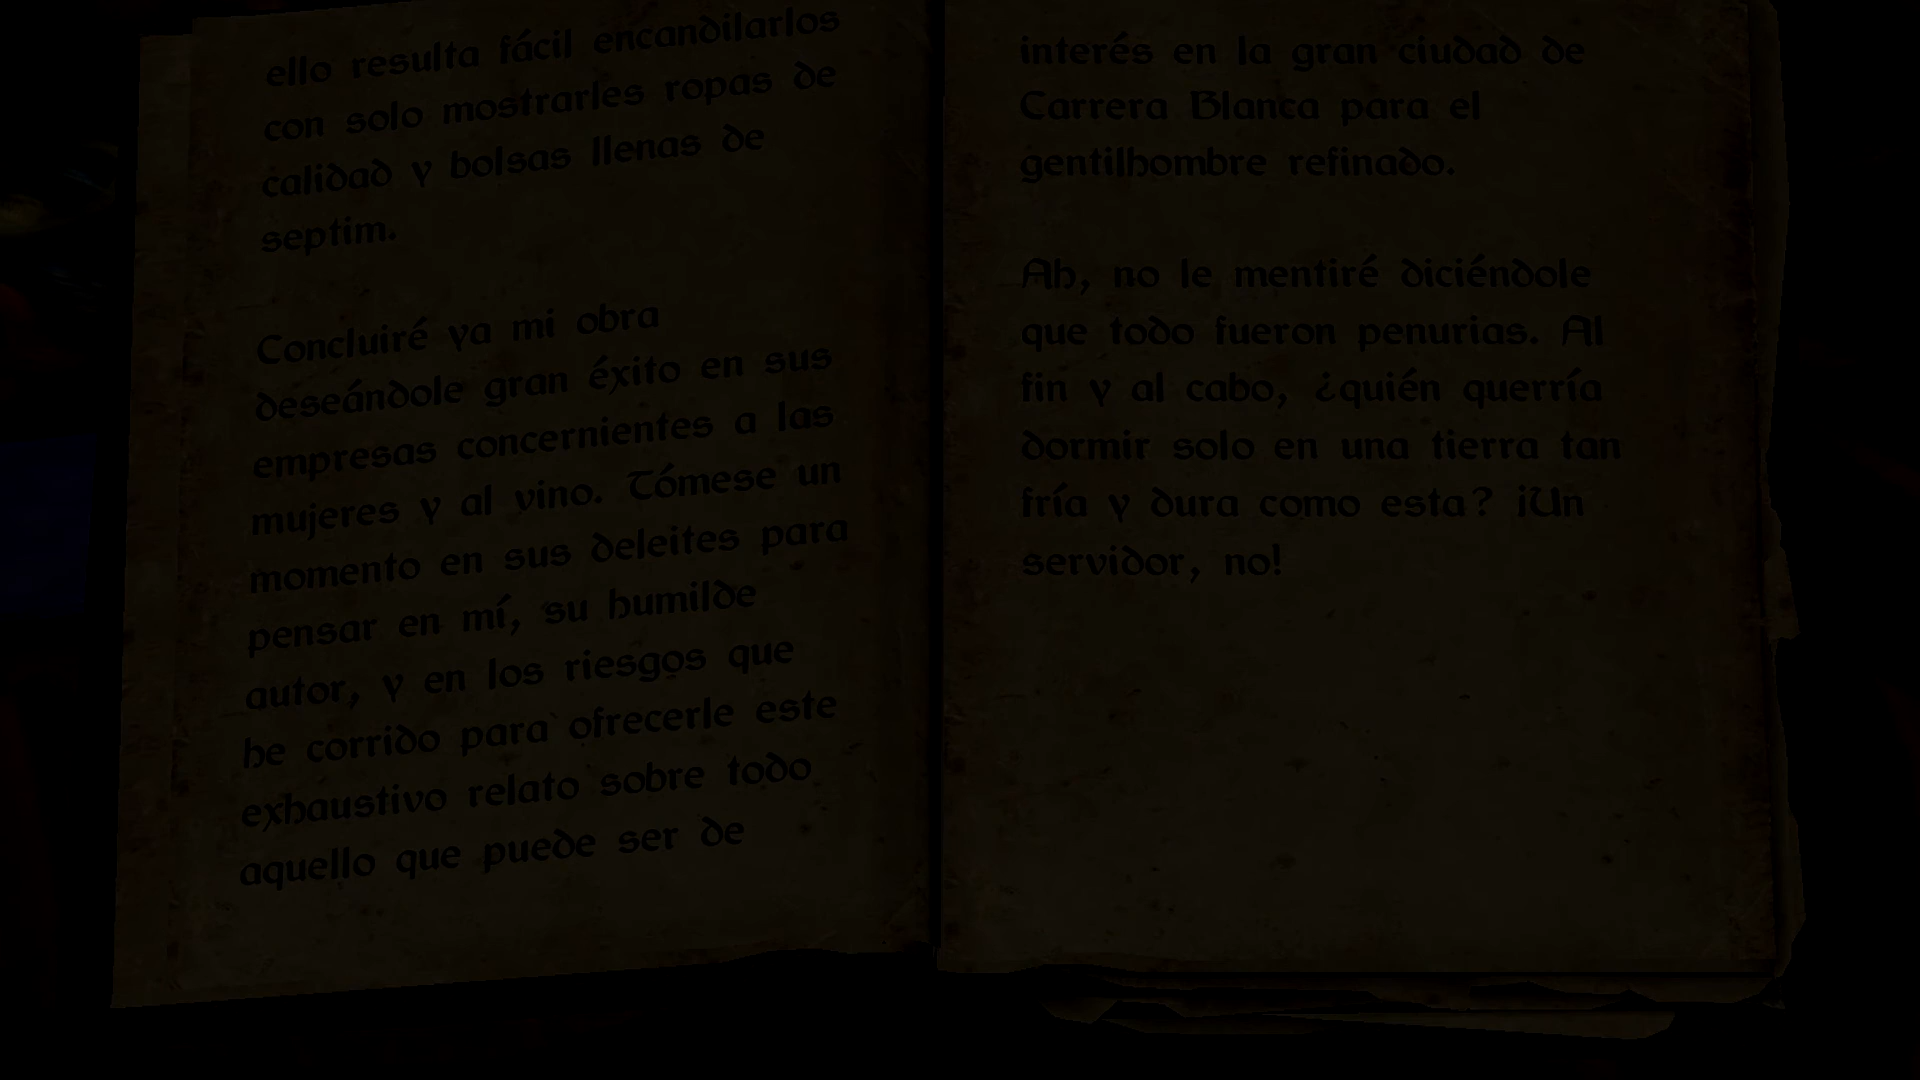 ello resulta fácil encandilarlos
con solo mostrarles ropas de
calidad y bolsas llenas de
septim.
Concluiré ya mi obra
deseándole gran éxito en sus
empresas concernientes a las
mujeres y al vino. Tómese un
momento en sus deleites para
pensar en mí, su humilde
autor, y en los riesgos que
he corrido para ofrecerle este
exhaustivo relato sobre todo
aquello que puede ser de
interés en la gran ciudad de
Carrera Blanca para el
gentilhombre refinado.
Ah, no le mentiré diciéndole
que todo fueron penurias. Al
fin y al cabo, ¿quién querría
dormir solo en una tierra tan
fría y dura como esta? ¡Un
servidor, no!